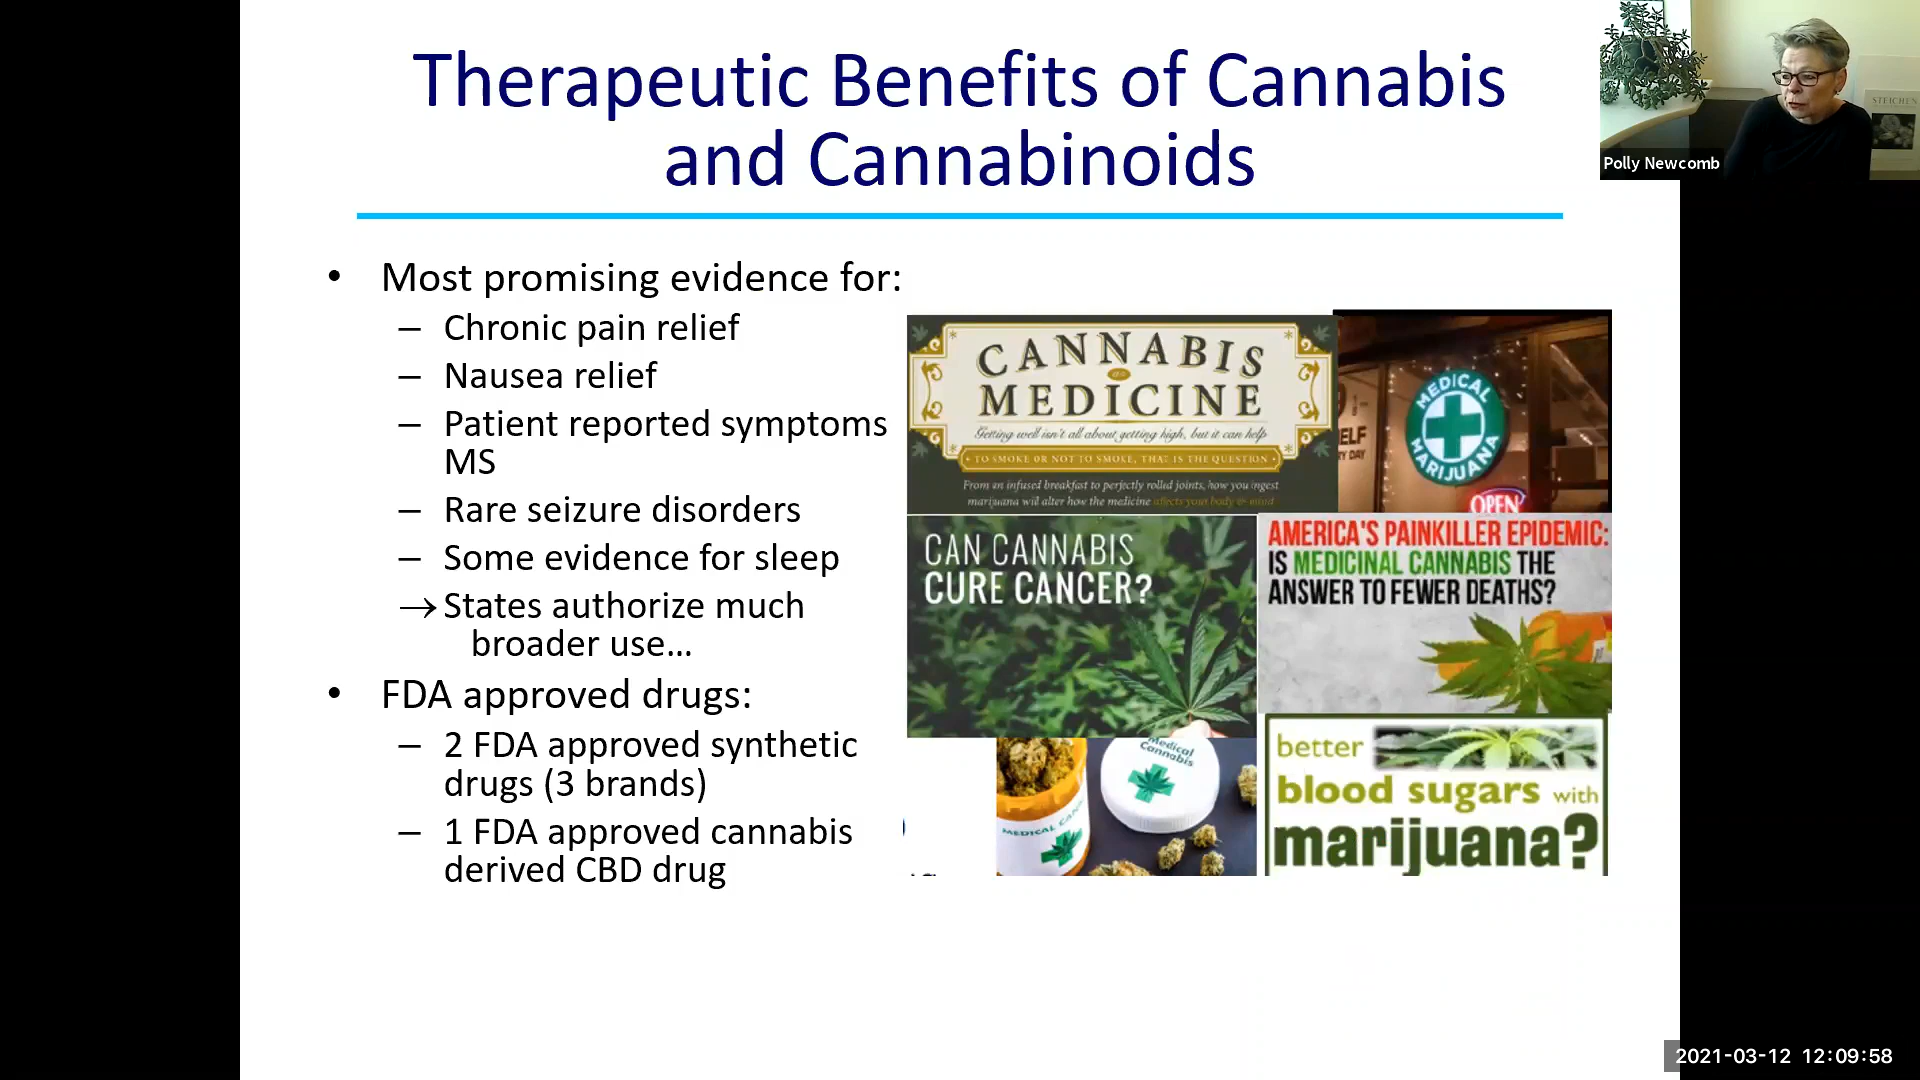 Therapeutic Benefits of Cannabis
and Cannabinoids
Polly Newcomb
STEICHEN
• Most promising evidence for:
– Chronic pain relief
– Nausea relief
– Patient reported symptoms
MS
– Rare seizure disorders
– Some evidence for sleep
→ States authorize much
broader use...
• FDA approved drugs:
– 2 FDA approved synthetic
drugs (3 brands)
– 1 FDA approved cannabis
derived CBD drug
CANNABIS
as
MEDICINE
Getting well isn't all about getting high, but it can help
• TO SMOKE OR NOT TO SMOKE, THAT IS THE QUESTION •
From an infused breakfast to perfectly rolled joints, how you ingest
marijuana will alter how the medicine affects your body & mind
ELF
Y DAY
MEDICAL
MARIJUANA
OPEN
CAN CANNABIS
CURE CANCER?
AMERICA'S PAINKILLER EPIDEMIC:
IS MEDICINAL CANNABIS THE
ANSWER TO FEWER DEATHS?
Medical
Cannabis
MEDICAL CAN
better
blood sugars with
marijuana?
2021-03-12 12:09:58